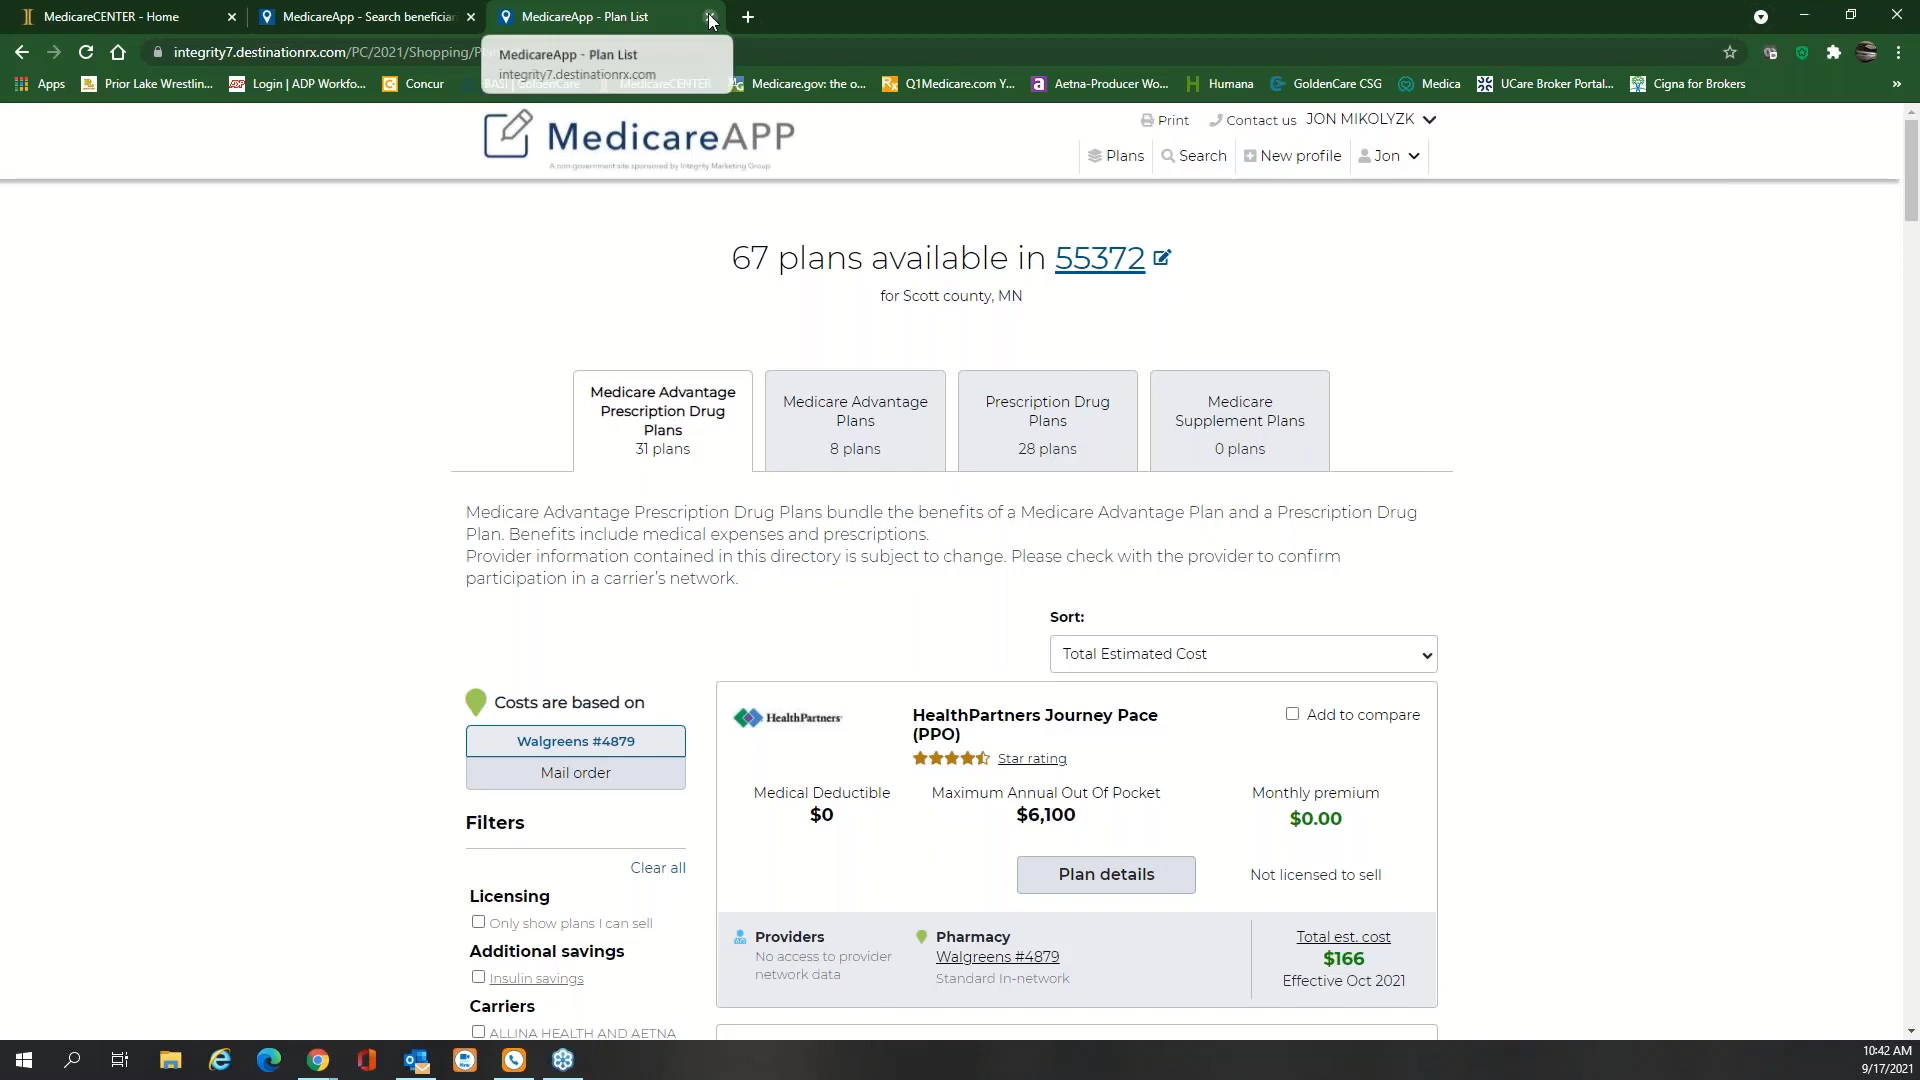 MedicareCENTER - Home
MedicareApp - Search beneficiar
MedicareApp - Plan List
integrity7.destinationrx.com/PC/2021/Shopping/P
MedicareApp - Plan List
integrity7.destinationrx.com
Apps
Prior Lake Wrestlin...
Login | ADP Workfo...
Concur
BASI | GoldenCare
MedicareCENTER
Medicare.gov: the o...
Q1Medicare.com Y...
Aetna-Producer Wo...
Humana
GoldenCare CSG
Medica
UCare Broker Portal...
Cigna for Brokers
»
MedicareAPP
A non-government site sponsored by Integrity Marketing Group
Print
Contact us
JON MIKOLYZK
Plans
Search
New profile
Jon
67 plans available in 55372
for Scott county, MN
Medicare Advantage
Prescription Drug
Plans
31 plans
Medicare Advantage
Plans
8 plans
Prescription Drug
Plans
28 plans
Medicare
Supplement Plans
0 plans
Medicare Advantage Prescription Drug Plans bundle the benefits of a Medicare Advantage Plan and a Prescription Drug
Plan. Benefits include medical expenses and prescriptions.
Provider information contained in this directory is subject to change. Please check with the provider to confirm
participation in a carrier's network.
Sort:
Total Estimated Cost
Costs are based on
Walgreens #4879
Mail order
Filters
Clear all
Licensing
Only show plans I can sell
Additional savings
Insulin savings
Carriers
ALLINA HEALTH AND AETNA
HealthPartners
HealthPartners Journey Pace
(PPO)
Star rating
Add to compare
Medical Deductible
$0
Maximum Annual Out Of Pocket
$6,100
Monthly premium
$0.00
Plan details
Not licensed to sell
Providers
No access to provider
network data
Pharmacy
Walgreens #4879
Standard In-network
Total est. cost
$166
Effective Oct 2021
10:42 AM
9/17/2021